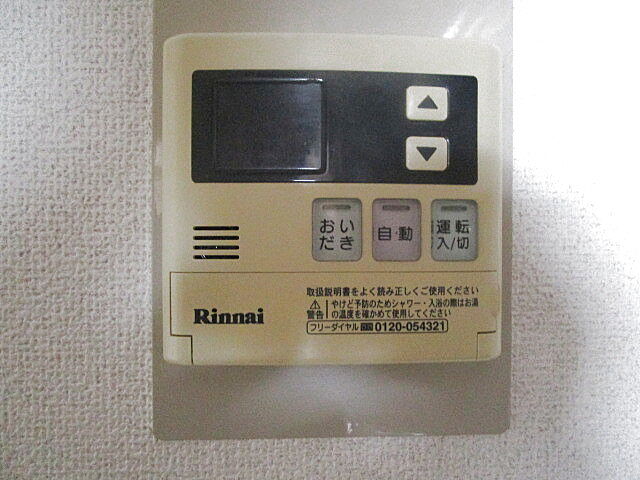 ▲
▼
おい
だき
自・動
運転
入/切
取扱説明書をよく読み正しくご使用ください
⚠ やけど予防のためシャワー・入浴の際はお湯
警告 の温度を確かめて使用してください
Rinnai
フリーダイヤル 0120-054321